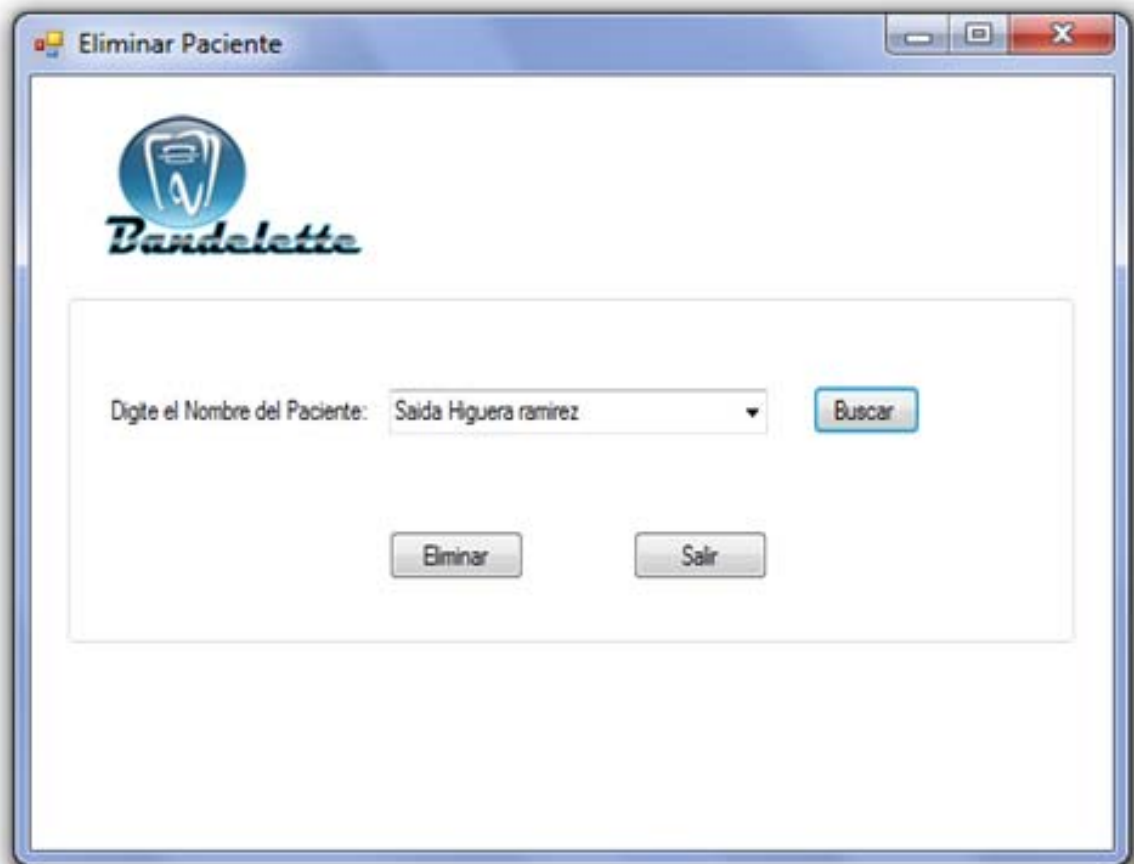 Eliminar Paciente
Bandelette
Digite el Nombre del Paciente: Saida Higuera ramirez Buscar
Eliminar Salir